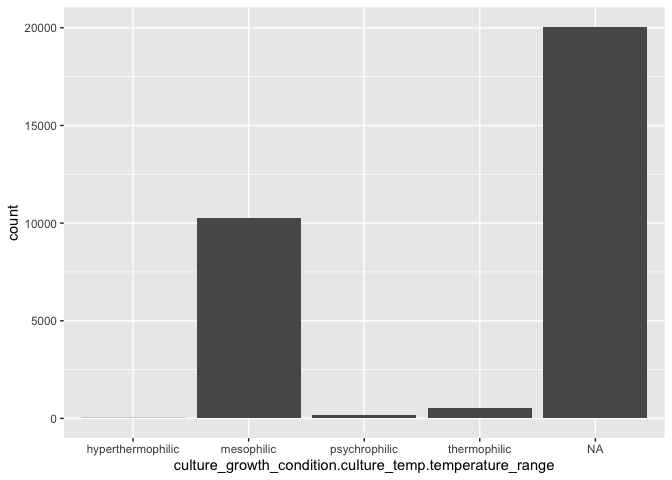 20000
15000
10000
5000
0
count
hyperthermophilic mesophilic psychrophilic thermophilic NA
culture_growth_condition.culture_temp.temperature_range